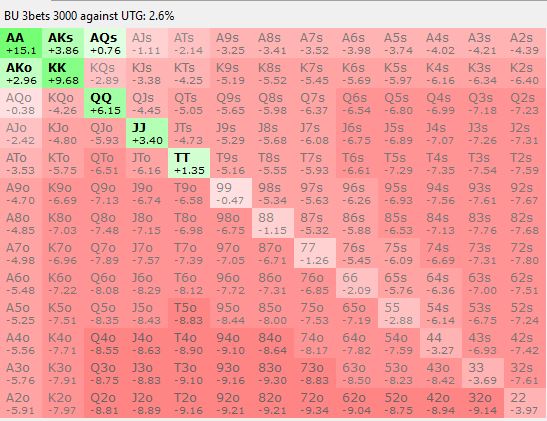 BU 3bets 3000 against UTG: 2.6%
AA AKs AQs AJs ATs A9s A8s A7s A6s A5s A4s A3s A2s
+15.1 +3.86 +0.76 -1.11 -2.14 -3.25 -3.41 -3.52 -3.98 -3.74 -4.02 -4.21 -4.39
AKo KK KQs KJs KTs K9s K8s K7s K6s K5s K4s K3s K2s
+2.96 +9.68 -2.89 -3.38 -4.25 -5.19 -5.52 -5.45 -5.69 -5.97 -6.16 -6.34 -6.40
AQo KQo QQ QJs QTs Q9s Q8s Q7s Q6s Q5s Q4s Q3s Q2s
-0.38 -4.26 +6.15 -4.45 -5.05 -5.65 -5.98 -6.37 -6.54 -6.80 -6.99 -7.18 -7.23
AJo KJo QJo JJ JTs J9s J8s J7s J6s J5s J4s J3s J2s
-2.42 -4.80 -5.93 +3.40 -4.73 -5.29 -5.68 -6.08 -6.75 -6.89 -7.07 -7.26 -7.31
ATo KTo QTo JTo TT T9s T8s T7s T6s T5s T4s T3s T2s
-3.53 -5.75 -6.51 -6.16 +1.35 -5.16 -5.55 -5.93 -6.61 -7.29 -7.35 -7.54 -7.59
A9o K9o Q9o J9o T9o 99 98s 97s 96s 95s 94s 93s 92s
-4.70 -6.69 -7.09 -6.74 -6.58 -0.47 -5.34 -5.63 -6.26 -6.93 -7.56 -7.61 -7.67
A8o K8o Q8o J8o T8o 98o 88 87s 86s 85s 84s 83s 82s
-4.85 -7.03 -7.48 -7.15 -6.98 -6.75 -1.15 -5.32 -5.88 -6.53 -7.13 -7.76 -7.68
A7o K7o Q7o J7o T7o 97o 87o 77 76s 75s 74s 73s 72s
-4.98 -6.96 -7.89 -7.57 -7.39 -7.05 -6.71 -1.26 -5.45 -6.09 -6.69 -7.31 -7.80
A6o K6o Q6o J6o T6o 96o 86o 76o 66 65s 64s 63s 62s
-5.48 -7.22 -8.08 -8.29 -8.12 -7.72 -7.31 -6.85 -2.09 -5.76 -6.36 -7.00 -7.51
A5o K5o Q5o J5o T5o 95o 85o 75o 65o 55 54s 53s 52s
-5.25 -7.51 -8.35 -8.43 -8.83 -8.44 -8.00 -7.53 -7.19 -2.88 -6.14 -6.75 -7.24
A4o K4o Q4o J4o T4o 94o 84o 74o 64o 54o 44 43s 42s
-5.56 -7.71 -8.55 -8.63 -8.90 -9.10 -8.64 -8.17 -7.82 -7.59 -3.27 -6.93 -7.42
A3o K3o Q3o J3o T3o 93o 83o 73o 63o 53o 43o 33 32s
-5.76 -7.91 -8.75 -8.83 -9.10 -9.16 -9.30 -8.83 -8.50 -8.23 -8.42 -3.69 -7.61
A2o K2o Q2o J2o T2o 92o 82o 72o 62o 52o 42o 32o 22
-5.91 -7.97 -8.81 -8.89 -9.16 -9.21 -9.21 -9.34 -9.04 -8.75 -8.94 -9.14 -3.97